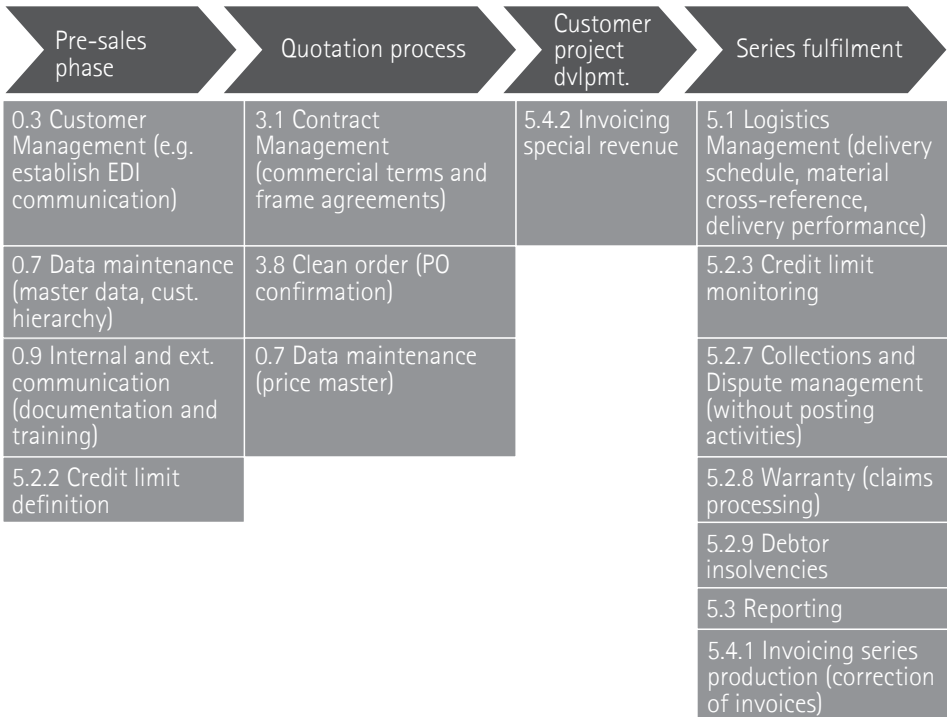 Pre-sales
phase
Quotation process
Customer
project
dvlpmt.
Series fulfilment
0.3 Customer
Management (e.g.
establish EDI
communication)
0.7 Data maintenance
(master data, cust.
hierarchy)
0.9 Internal and ext.
communication
(documentation and
training)
5.2.2 Credit limit
definition
3.1 Contract
Management
(commercial terms and
frame agreements)
3.8 Clean order (PO
confirmation)
0.7 Data maintenance
(price master)
5.4.2 Invoicing
special revenue
5.1 Logistics
Management (delivery
schedule, material
cross-reference,
delivery performance)
5.2.3 Credit limit
monitoring
5.2.7 Collections and
Dispute management
(without posting
activities)
5.2.8 Warranty (claims
processing)
5.2.9 Debtor
insolvencies
5.3 Reporting
5.4.1 Invoicing series
production (correction
of invoices)